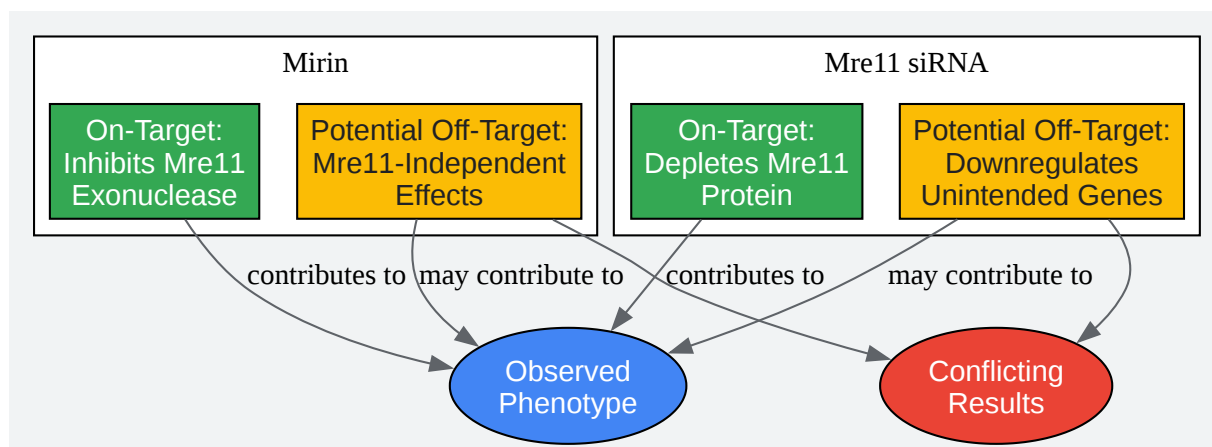 Mirin
Mre11 siRNA
On-Target:
Inhibits Mre11
Exonuclease
Potential Off-Target:
Mre11-Independent
Effects
On-Target:
Depletes Mre11
Protein
Potential Off-Target:
Downregulates
Unintended Genes
contributes to
may contribute to
contributes to
may contribute to
Observed
Phenotype
Conflicting
Results